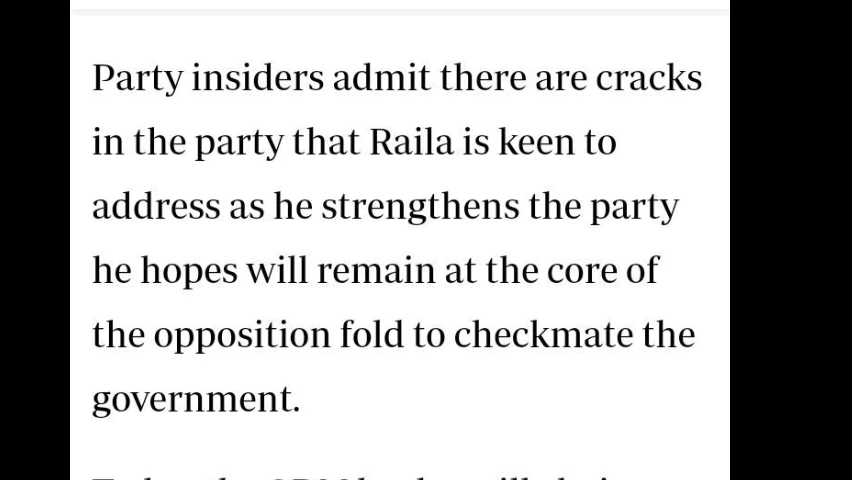 Party insiders admit there are cracks
in the party that Raila is keen to
address as he strengthens the party
he hopes will remain at the core of
the opposition fold to checkmate the
government.